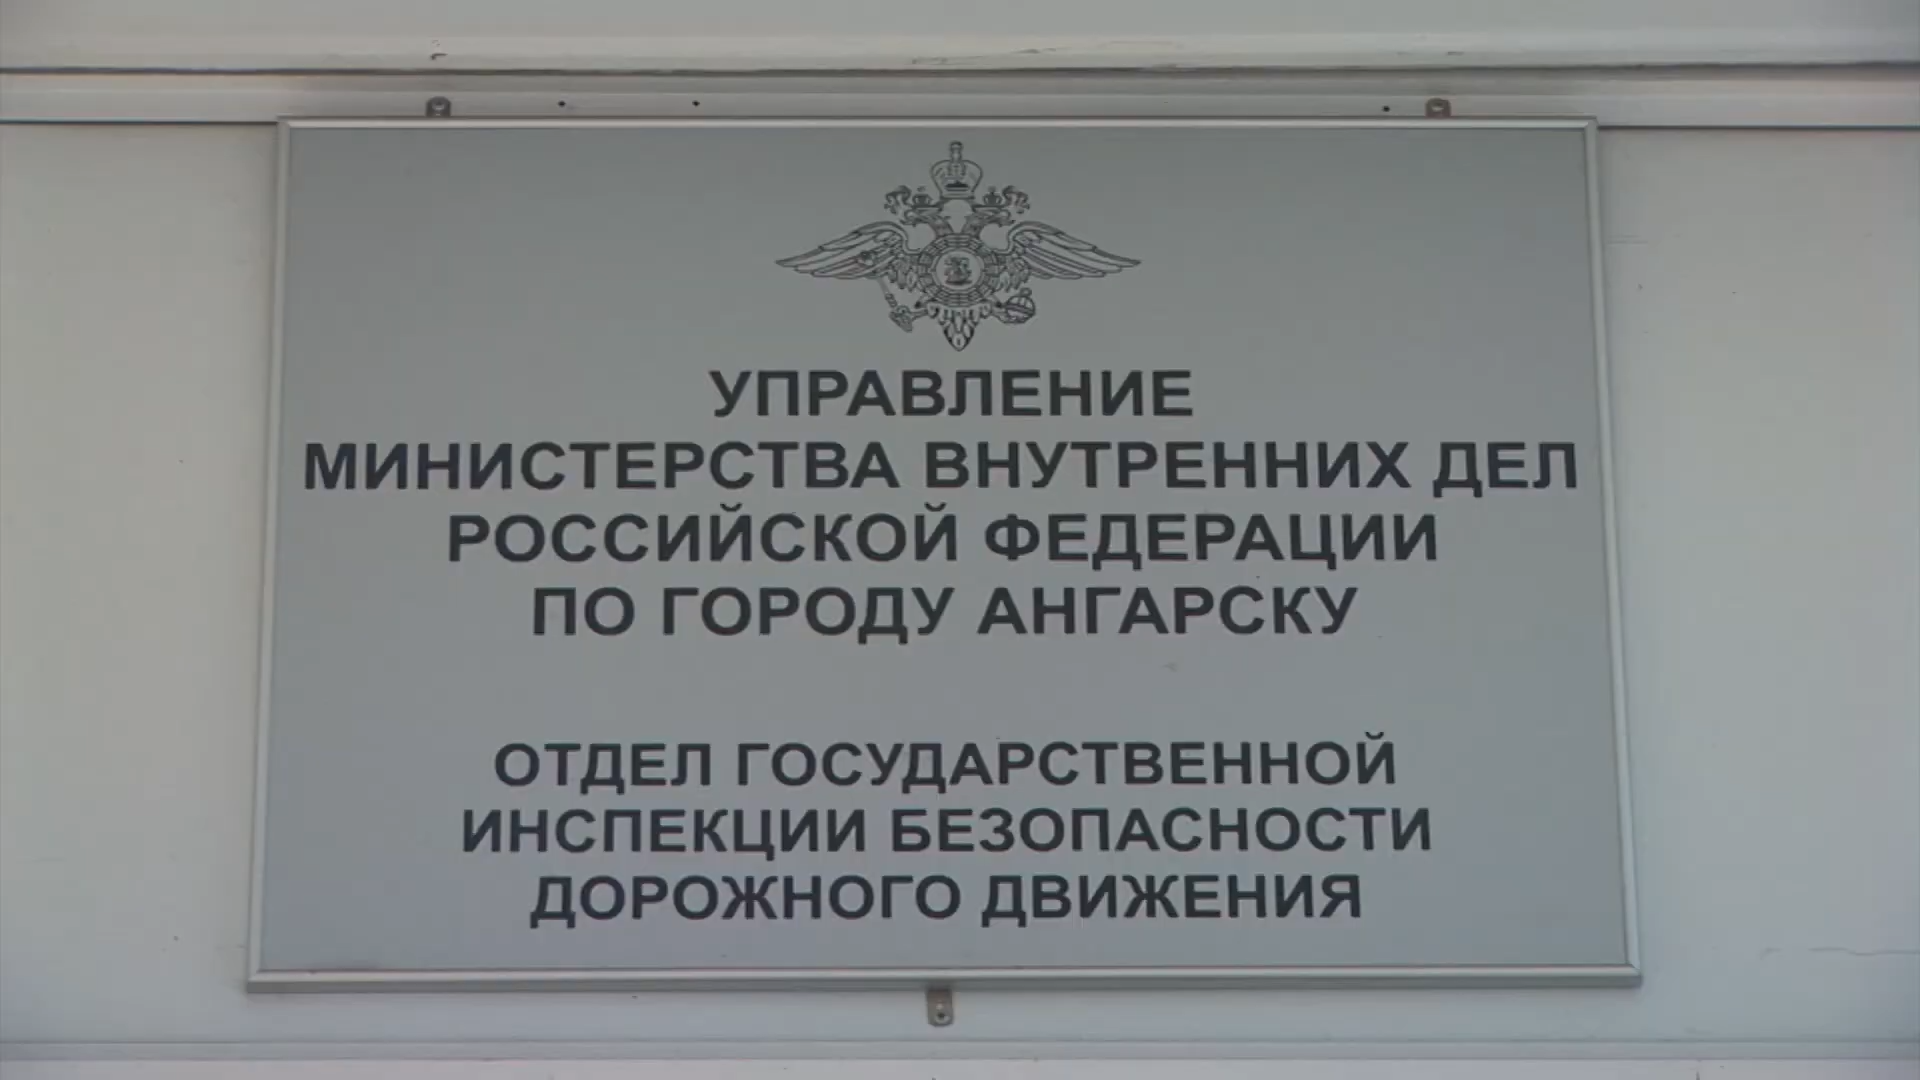 УПРАВЛЕНИЕ
МИНИСТЕРСТВА ВНУТРЕННИХ ДЕЛ
РОССИЙСКОЙ ФЕДЕРАЦИИ
ПО ГОРОДУ АНГАРСКУ
ОТДЕЛ ГОСУДАРСТВЕННОЙ
ИНСПЕКЦИИ БЕЗОПАСНОСТИ
ДОРОЖНОГО ДВИЖЕНИЯ